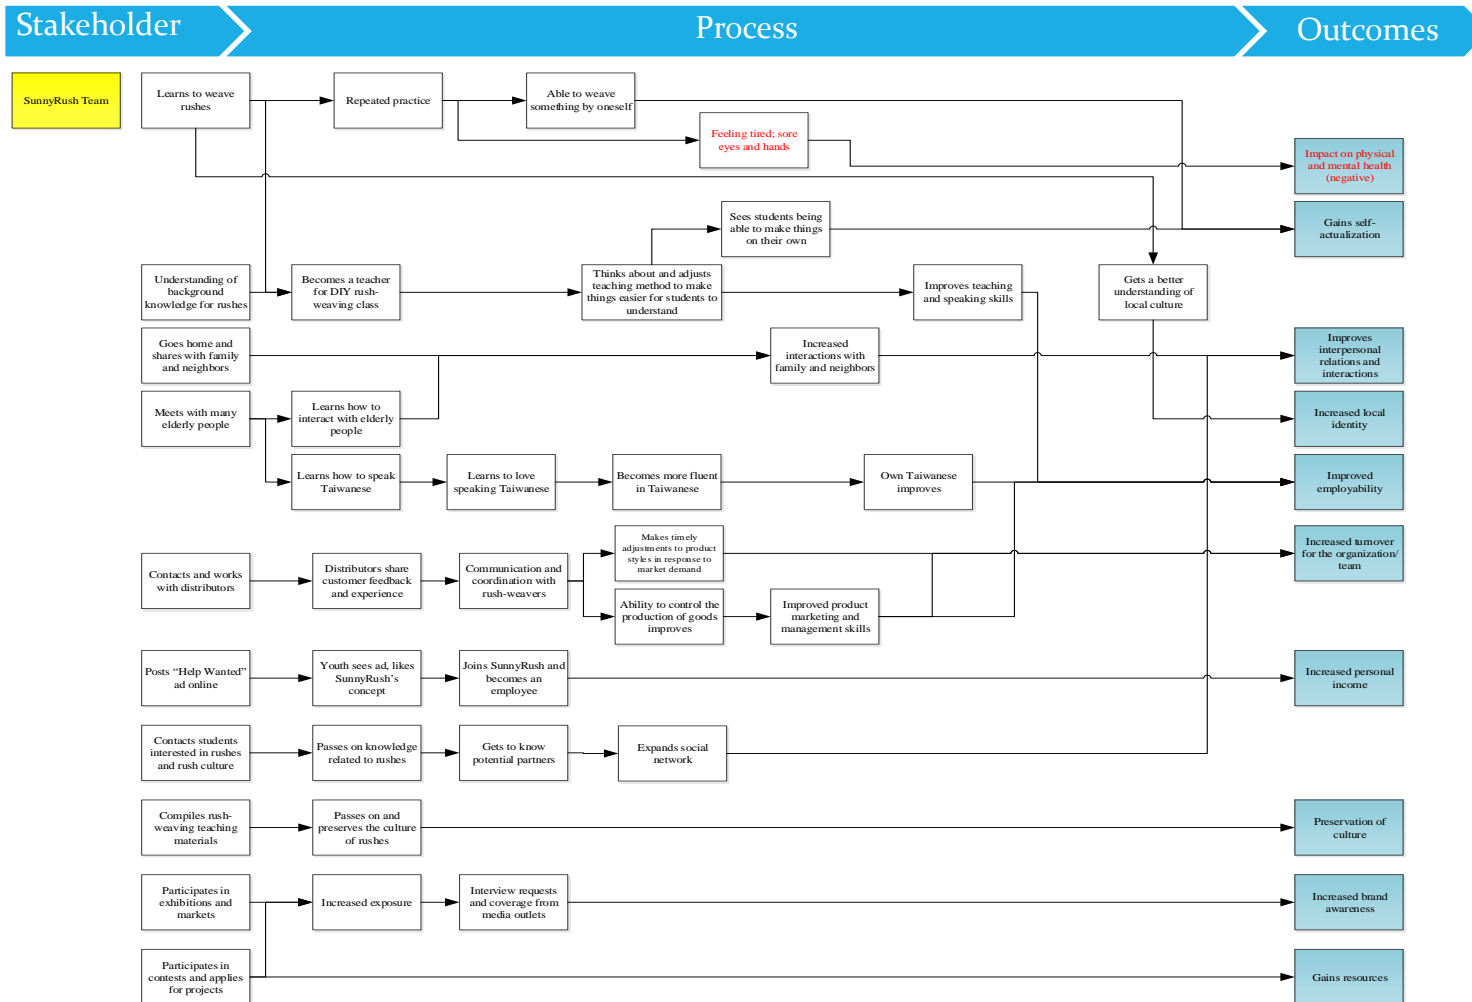 Stakeholder
Process
Outcomes
SunnyRush Team
Learns to weave
rushes
Repeated practice
Able to weave
something by oneself
Feeling tired; sore
eyes and hands
Impact on physical
and mental health
(negative)
Sees students being
able to make things
on their own
Gains self-
actualization
Understanding of
background
knowledge for rushes
Becomes a teacher
for DIY rush-
weaving class
Thinks about and adjusts
teaching method to make
things easier for students to
understand
Improves teaching
and speaking skills
Gets a better
understanding of
local culture
Goes home and
shares with family
and neighbors
Increased
interactions with
family and neighbors
Improves
interpersonal
relations and
interactions
Meets with many
elderly people
Learns how to
interact with elderly
people
Increased local
identity
Learns how to speak
Taiwanese
Learns to love
speaking Taiwanese
Becomes more fluent
in Taiwanese
Own Taiwanese
improves
Improved
employability
Contacts and works
with distributors
Distributors share
customer feedback
and experience
Communication and
coordination with
rush-weavers
Makes timely
adjustments to product
styles in response to
market demand
Increased turnover
for the organization/
team
Ability to control the
production of goods
improves
Improved product
marketing and
management skills
Posts “Help Wanted”
ad online
Youth sees ad, likes
SunnyRush’s
concept
Joins SunnyRush and
becomes an
employee
Increased personal
income
Contacts students
interested in rushes
and rush culture
Passes on knowledge
related to rushes
Gets to know
potential partners
Expands social
network
Compiles rush-
weaving teaching
materials
Passes on and
preserves the culture
of rushes
Preservation of
culture
Participates in
exhibitions and
markets
Increased exposure
Interview requests
and coverage from
media outlets
Increased brand
awareness
Participates in
contests and applies
for projects
Gains resources